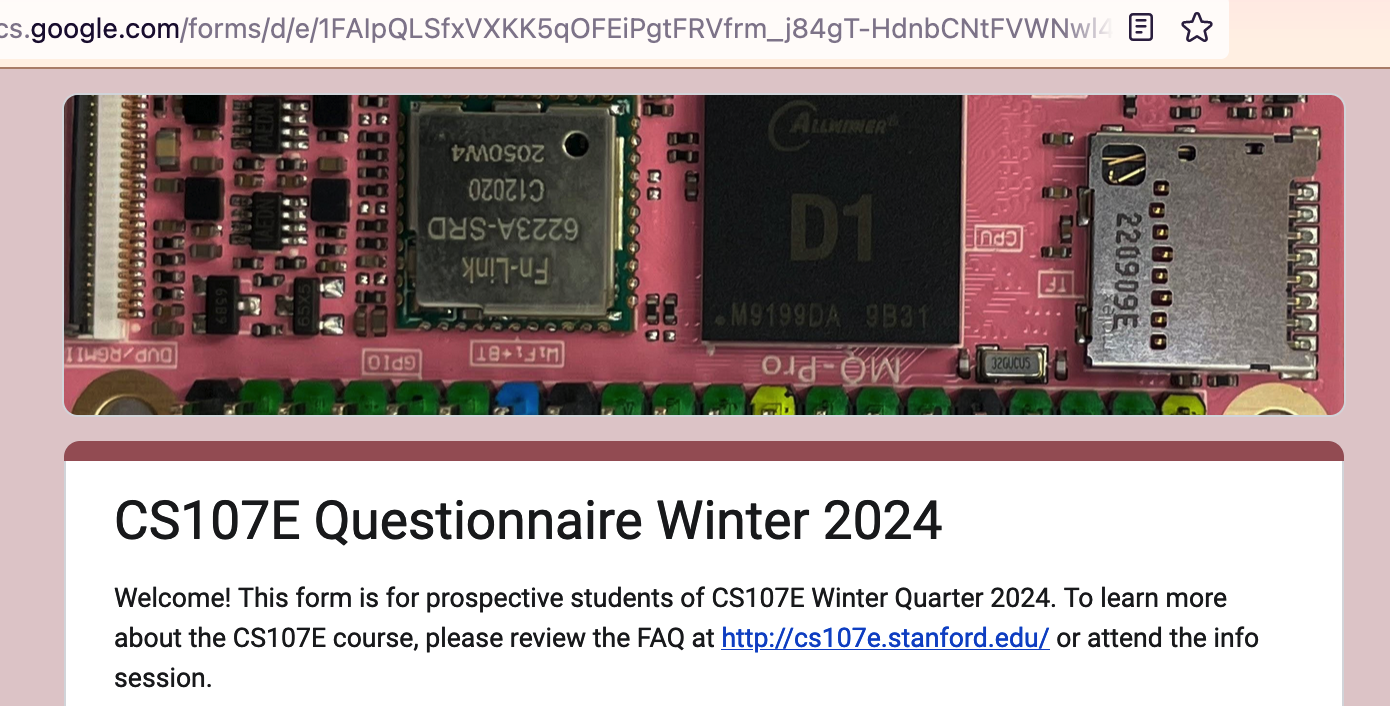 cs.google.com/forms/d/e/1FAIpQLSfxVXKK5qOFEiPgtFRVfrm_j84gT-HdnbCNtFVWNwl4
ALLWINNER®
D1
M9199DA 9B31
2050W4
C12020
6223A-SRD
Fn-Link
CPU
TF
220909E
DVP/RGMII
GPIO
WiFi+BT
MQ-Pro
CS107E Questionnaire Winter 2024
Welcome! This form is for prospective students of CS107E Winter Quarter 2024. To learn more
about the CS107E course, please review the FAQ at http://cs107e.stanford.edu/ or attend the info
session.